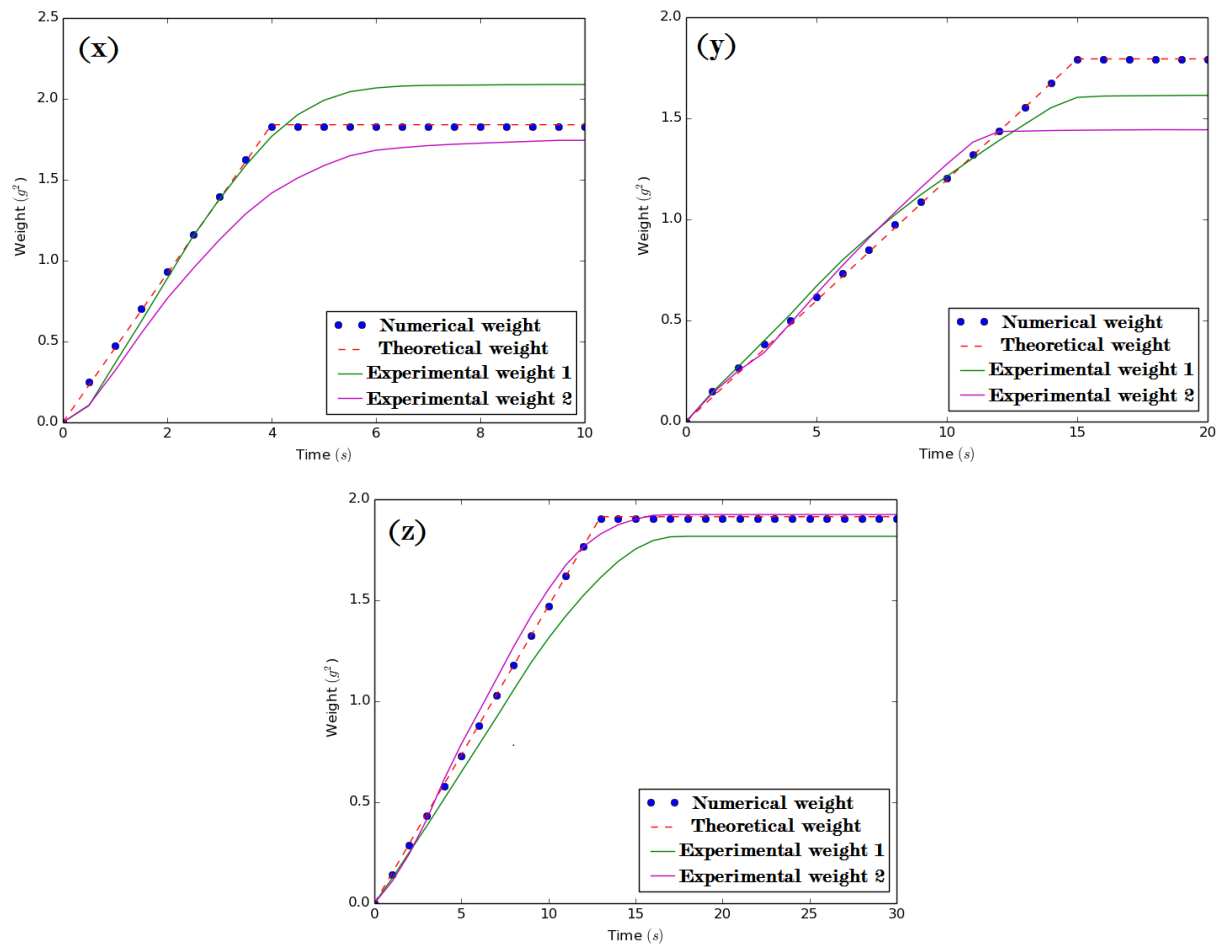 (x)
2.5
2.0
1.5
1.0
0.5
0.0
Weight (g²)
Numerical weight
Theoretical weight
Experimental weight 1
Experimental weight 2
0 2 4 6 8 10
Time (s)
(y)
2.0
1.5
1.0
0.5
0.0
Weight (g²)
Numerical weight
Theoretical weight
Experimental weight 1
Experimental weight 2
0 5 10 15 20
Time (s)
(z)
2.0
1.5
1.0
0.5
0.0
Weight (g²)
Numerical weight
Theoretical weight
Experimental weight 1
Experimental weight 2
0 5 10 15 20 25 30
Time (s)